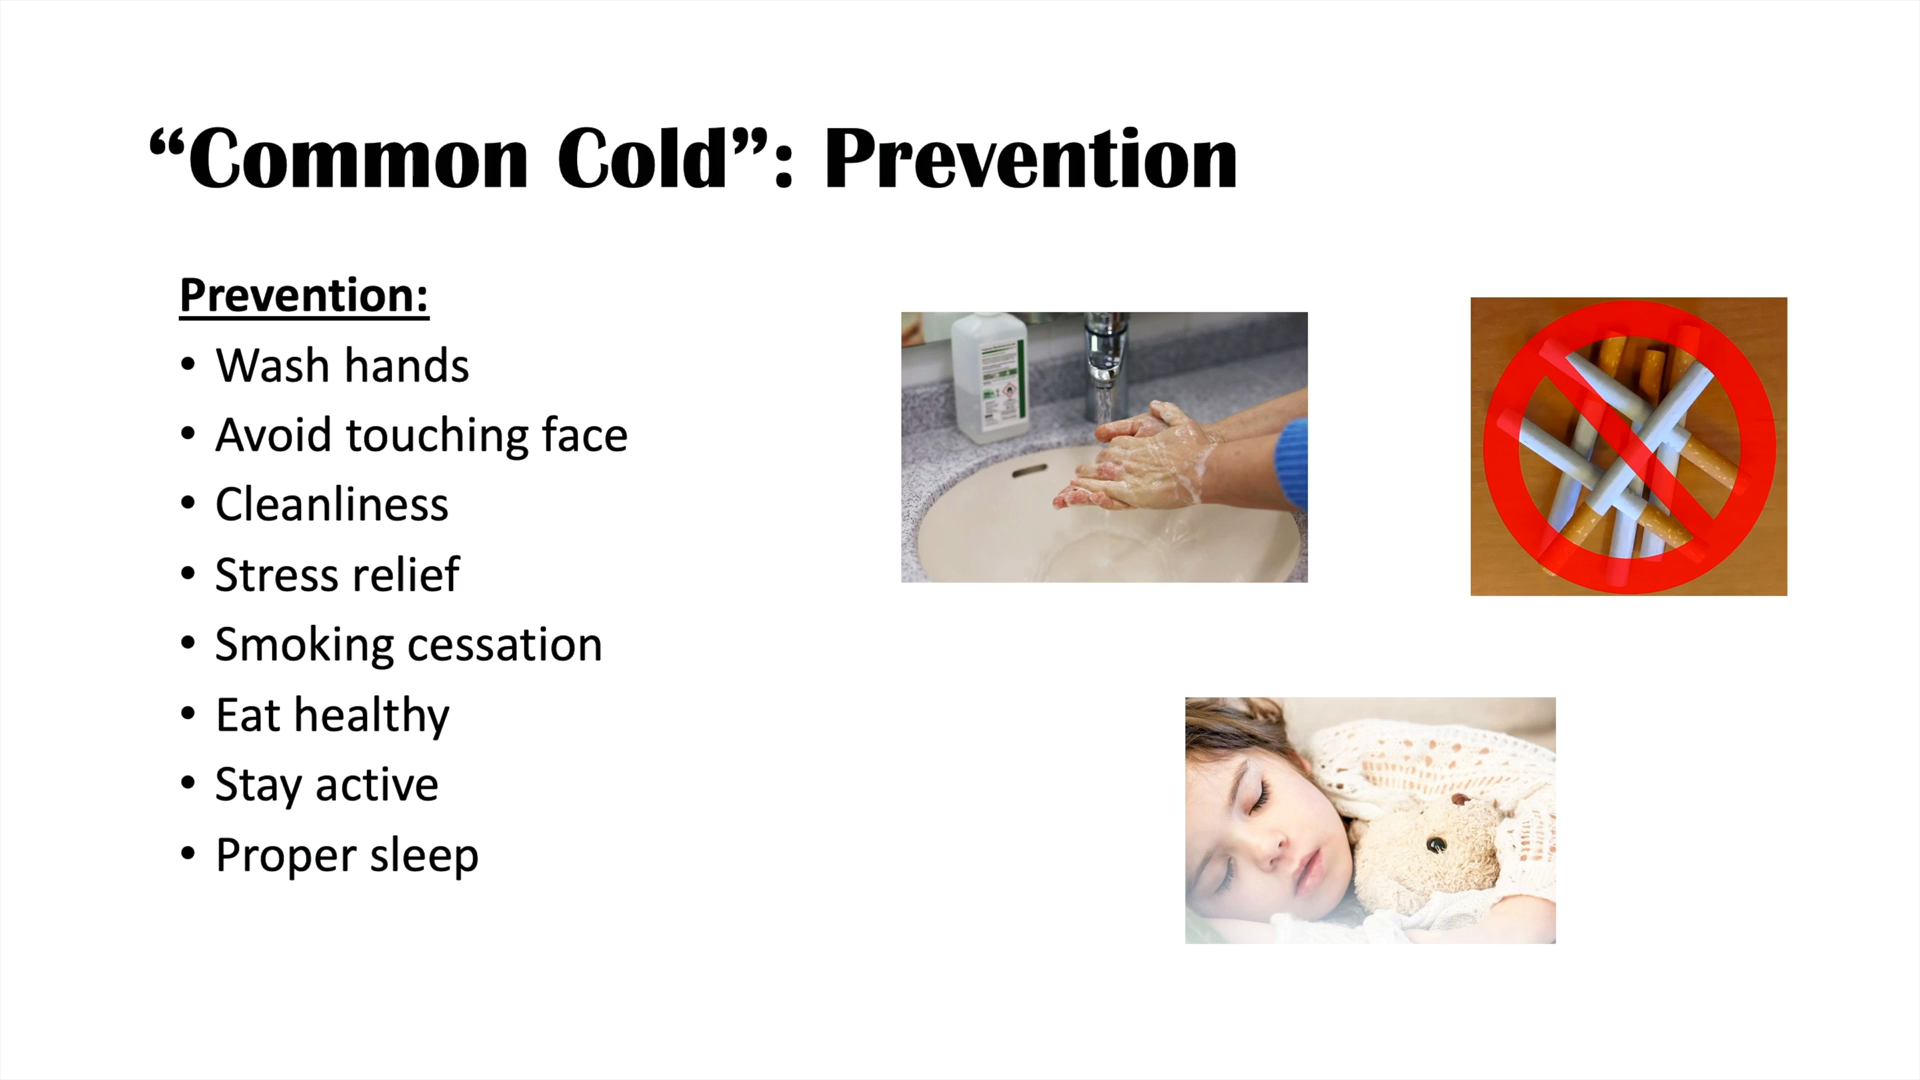 “Common Cold”: Prevention
Prevention:
• Wash hands
• Avoid touching face
• Cleanliness
• Stress relief
• Smoking cessation
• Eat healthy
• Stay active
• Proper sleep